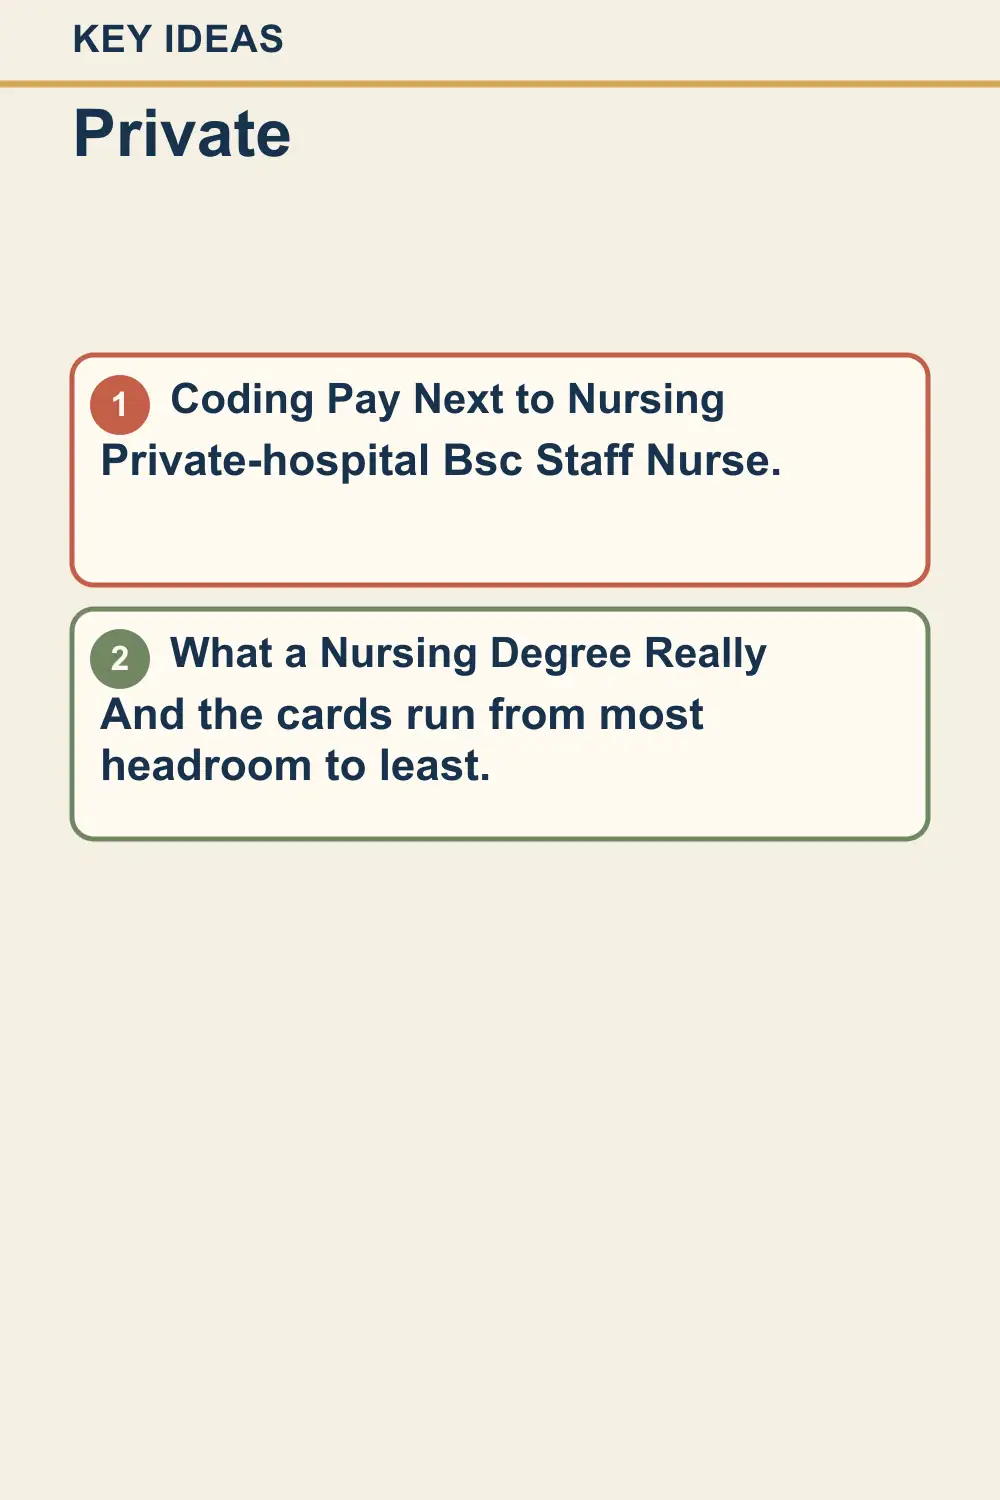 KEY IDEAS
Private
1 Coding Pay Next to Nursing
Private-hospital Bsc Staff Nurse.
2 What a Nursing Degree Really
And the cards run from most
headroom to least.